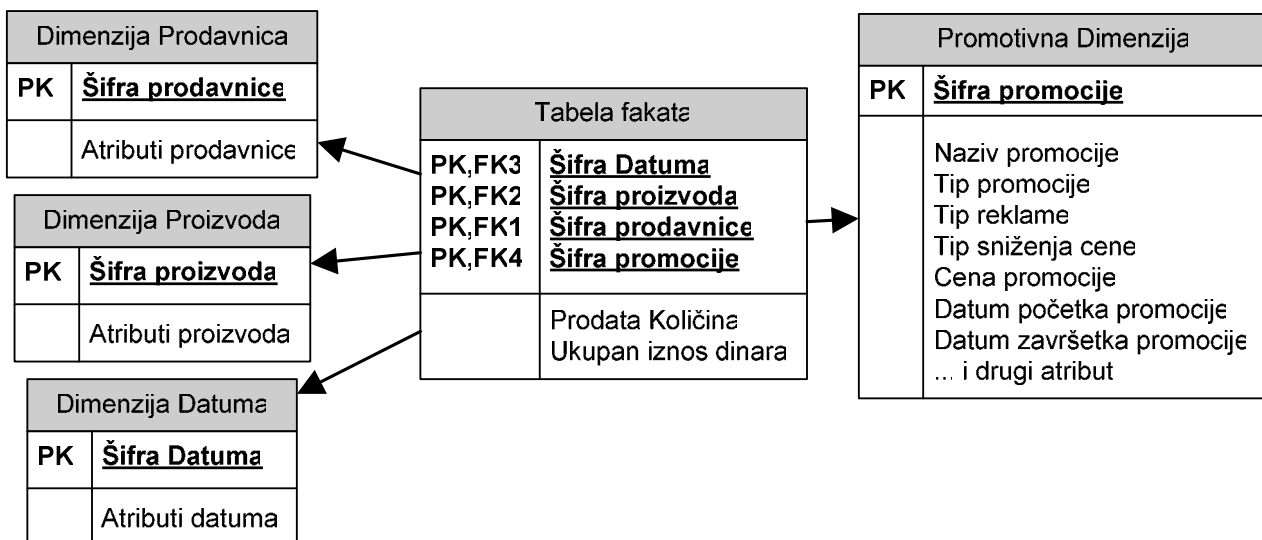 Dimenzija Prodavnica
PK Šifra prodavnice
Atributi prodavnice
Dimenzija Proizvoda
PK Šifra proizvoda
Atributi proizvoda
Dimenzija Datuma
PK Šifra Datuma
Atributi datuma
Tabela fakata
PK,FK3 Šifra Datuma
PK,FK2 Šifra proizvoda
PK,FK1 Šifra prodavnice
PK,FK4 Šifra promocije
Prodata Količina
Ukupan iznos dinara
Promotivna Dimenzija
PK Šifra promocije
Naziv promocije
Tip promocije
Tip reklame
Tip sniženja cene
Cena promocije
Datum početka promocije
Datum završetka promocije
... i drugi atribut